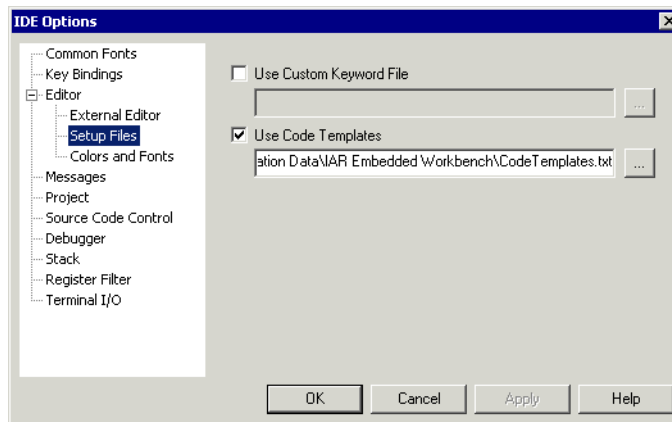 IDE Options
Common Fonts
Key Bindings
Editor
External Editor
Setup Files
Colors and Fonts
Messages
Project
Source Code Control
Debugger
Stack
Register Filter
Terminal I/O
Use Custom Keyword File
...
Use Code Templates
ation Data\IAR Embedded Workbench\CodeTemplates.txt
...
OK Cancel Apply Help